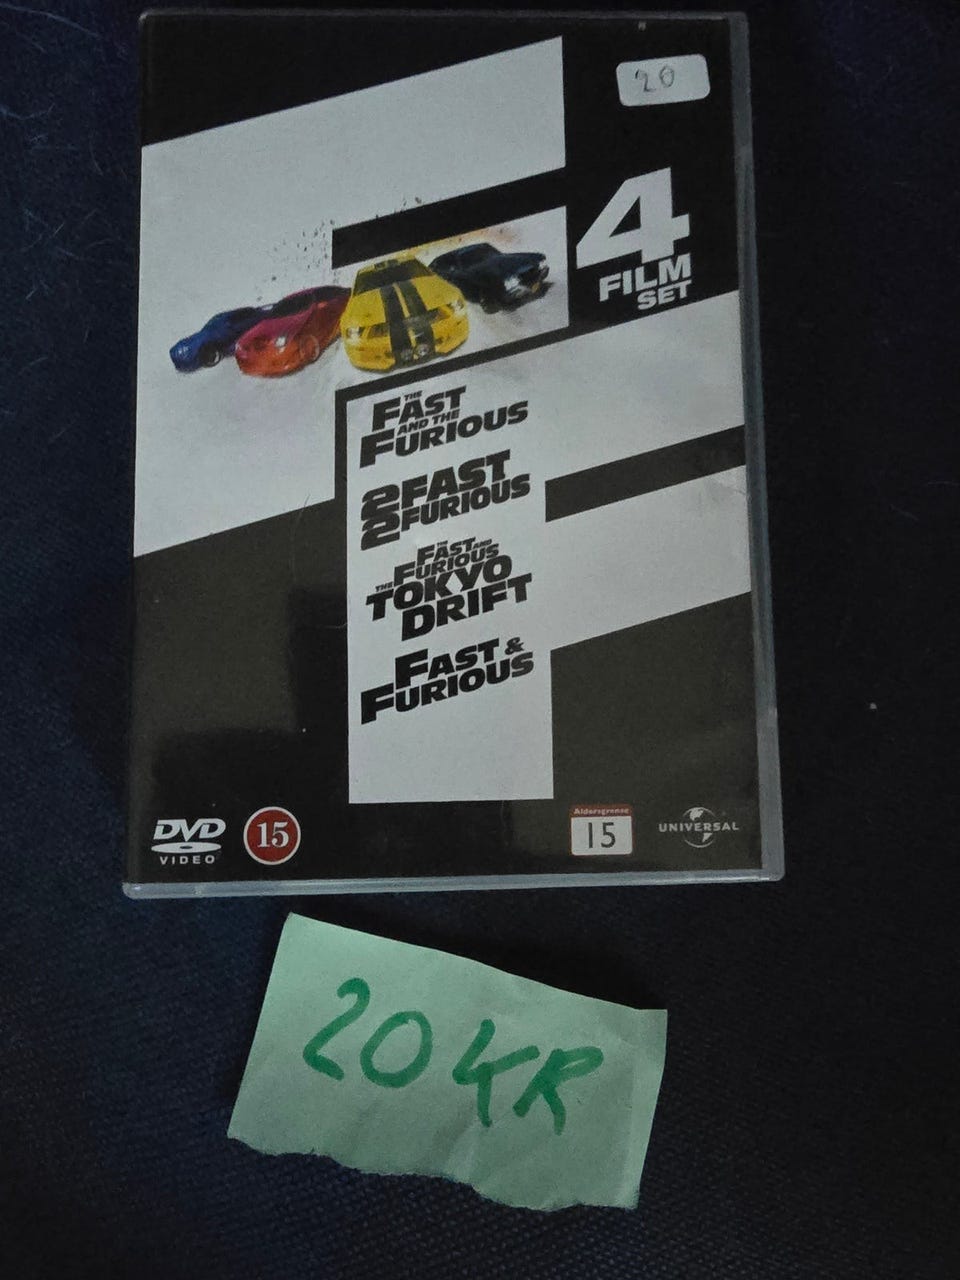 20
4
FILM
SET
THE
FAST
AND THE
FURIOUS
2 FAST
2 FURIOUS
THE
FAST AND
THE FURIOUS
TOKYO
DRIFT
FAST &
FURIOUS
DVD
VIDEO
15
Aldersgrense
15
UNIVERSAL
20 KR